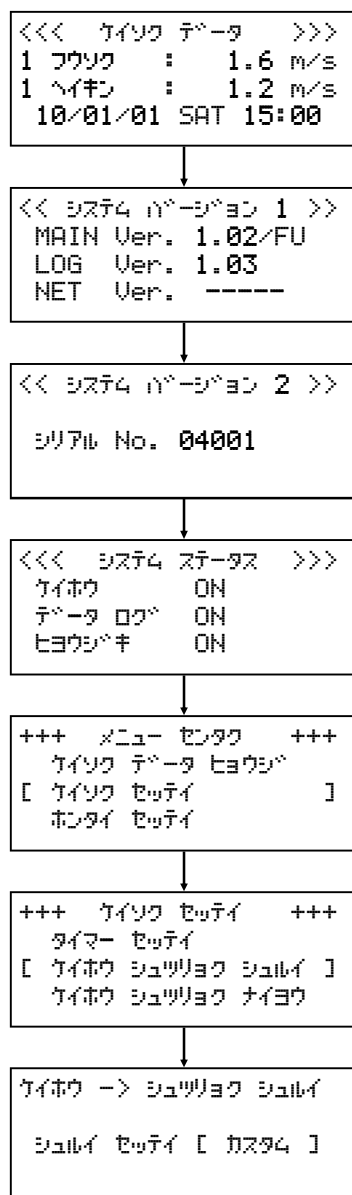 <<< ケイソク データ >>>
1 フウソク : 1.6 m/s
1 ヘイキン : 1.2 m/s
10/01/01 SAT 15:00
<< システム バージョン 1 >>
MAIN Ver. 1.02/FU
LOG Ver. 1.03
NET Ver. -----
<< システム バージョン 2 >>
シリアル No. 04001
<<< システム ステータス >>>
ケイホウ ON
データ ログ ON
ヒョウジキ ON
+++ メニュー センタク +++
ケイソク データ ヒョウジ
[ ケイソク セッテイ ]
ホンタイ セッテイ
+++ ケイソク セッテイ +++
タイマー セッテイ
[ ケイホウ シュツリョク シュルイ ]
ケイホウ シュツリョク ナイヨウ
ケイホウ -> シュツリョク シュルイ
シュルイ セッテイ [ カスタム ]